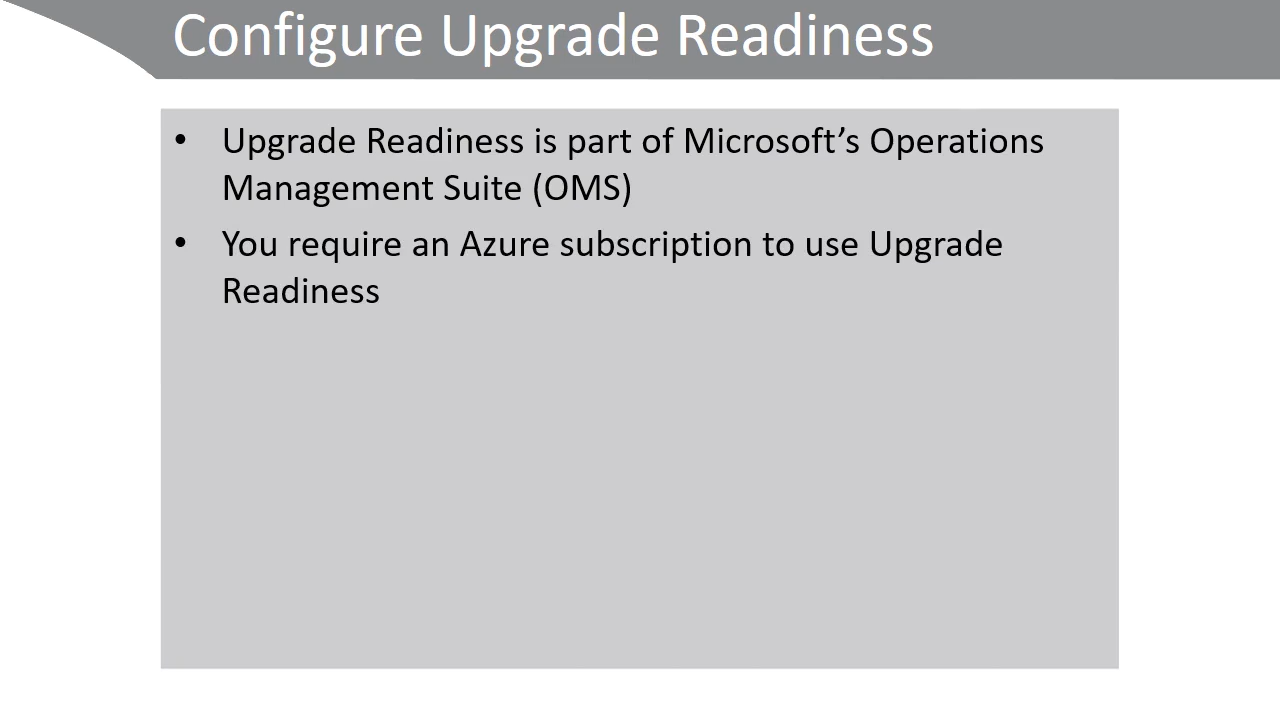 Configure Upgrade Readiness
• Upgrade Readiness is part of Microsoft’s Operations
Management Suite (OMS)
• You require an Azure subscription to use Upgrade
Readiness